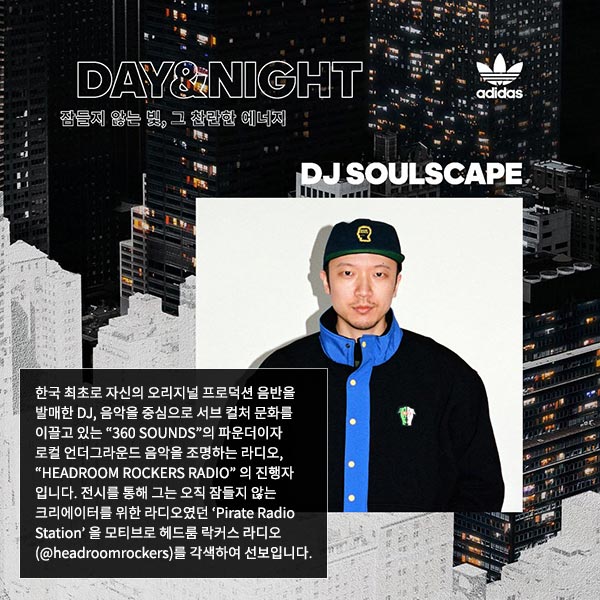 DAY&NIGHT
잠들지 않는 빛, 그 찬란한 에너지
adidas
DJ SOULSCAPE
한국 최초로 자신의 오리지널 프로덕션 음반을
발매한 DJ, 음악을 중심으로 서브 컬처 문화를
이끌고 있는 “360 SOUNDS”의 파운더이자
로컬 언더그라운드 음악을 조명하는 라디오,
“HEADROOM ROCKERS RADIO” 의 진행자
입니다. 전시를 통해 그는 오직 잠들지 않는
크리에이터를 위한 라디오였던 ‘Pirate Radio
Station’ 을 모티브로 헤드룸 락커스 라디오
(@headroomrockers)를 각색하여 선보입니다.